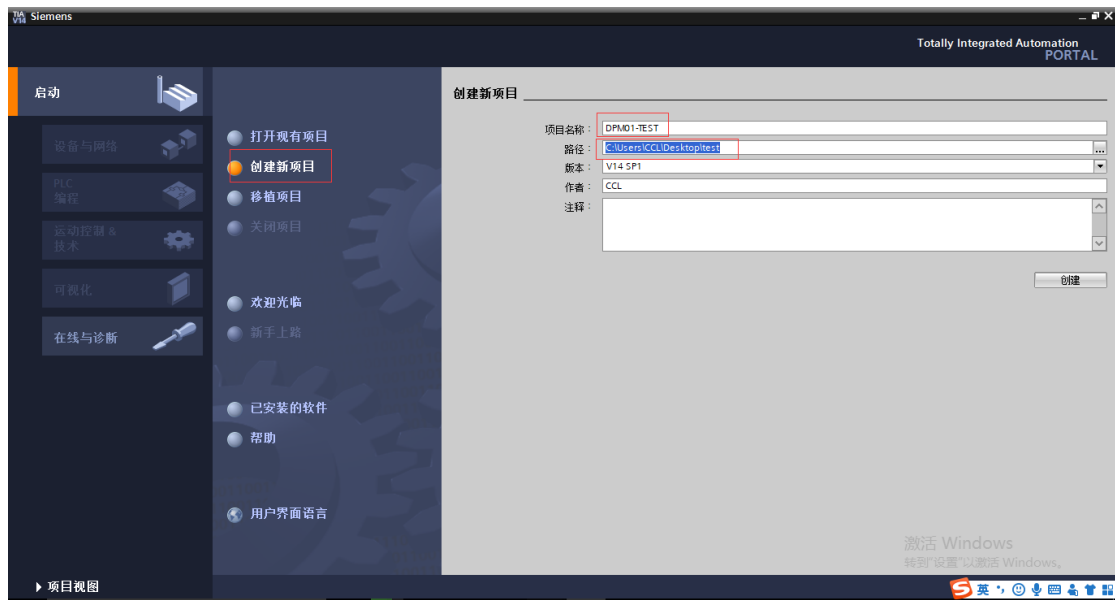 TIA
V14 Siemens
Totally Integrated Automation
PORTAL
启动
设备与网络
PLC
编程
运动控制 &
技术
可视化
在线与诊断
项目视图
打开现有项目
创建新项目
移植项目
关闭项目
欢迎光临
新手上路
已安装的软件
帮助
用户界面语言
创建新项目
项目名称: DPM01-TEST
路径: C:\Users\CCL\Desktop\test
...
版本: V14 SP1
作者: CCL
注释:
创建
激活 Windows
转到"设置"以激活 Windows。
S 英